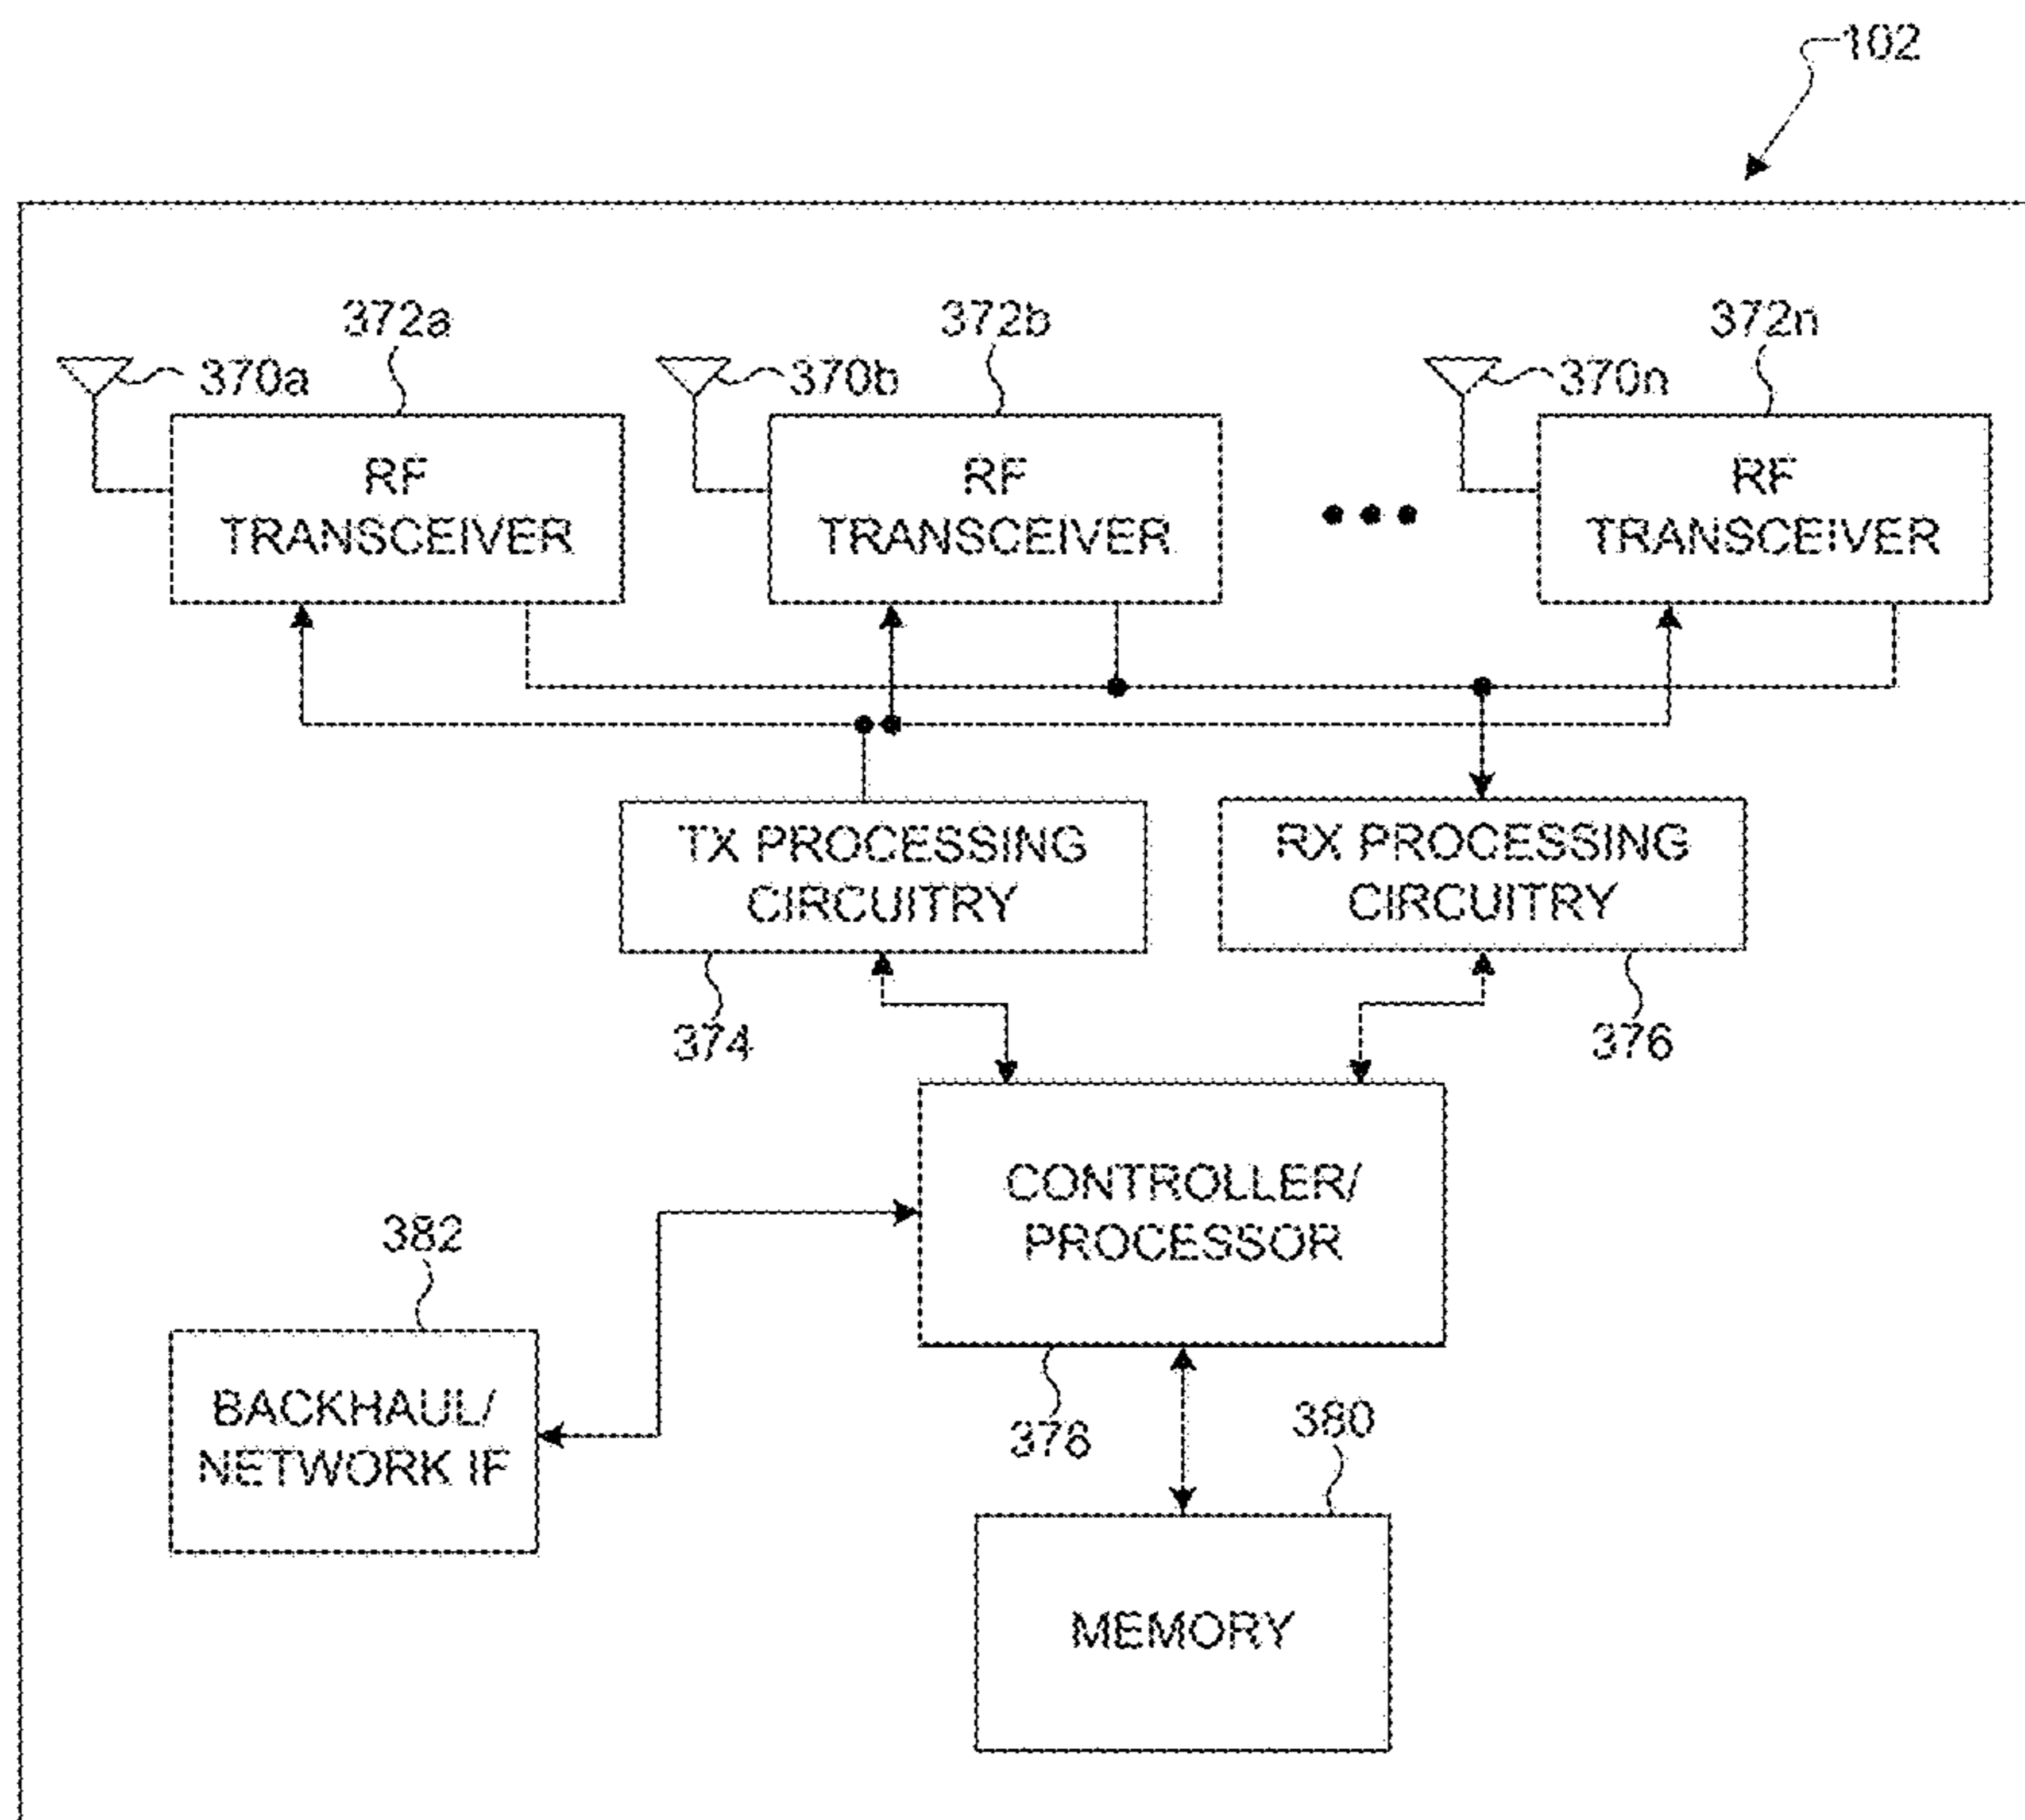 102
372a
372b
372n
370a
370b
370n
RF
TRANSCEIVER
RF
TRANSCEIVER
RF
TRANSCEIVER
TX PROCESSING
CIRCUITRY
RX PROCESSING
CIRCUITRY
374
376
CONTROLLER/
PROCESSOR
382
BACKHAUL/
NETWORK IF
378
380
MEMORY